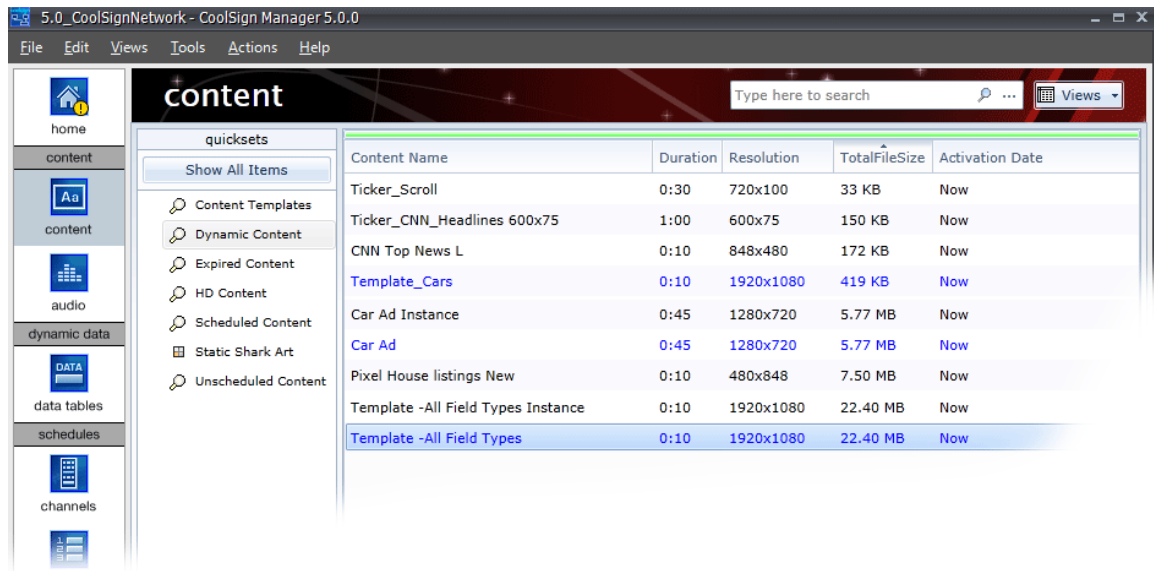 5.0_CoolSignNetwork - CoolSign Manager 5.0.0
File Edit Views Tools Actions Help
home
content
content
audio
dynamic data
DATA
data tables
schedules
channels
content
Type here to search ...
Views
quicksets
Show All Items
Content Templates
Dynamic Content
Expired Content
HD Content
Scheduled Content
Static Shark Art
Unscheduled Content
Content Name Duration Resolution TotalFileSize Activation Date
Ticker_Scroll 0:30 720x100 33 KB Now
Ticker_CNN_Headlines 600x75 1:00 600x75 150 KB Now
CNN Top News L 0:10 848x480 172 KB Now
Template_Cars 0:10 1920x1080 419 KB Now
Car Ad Instance 0:45 1280x720 5.77 MB Now
Car Ad 0:45 1280x720 5.77 MB Now
Pixel House listings New 0:10 480x848 7.50 MB Now
Template -All Field Types Instance 0:10 1920x1080 22.40 MB Now
Template -All Field Types 0:10 1920x1080 22.40 MB Now